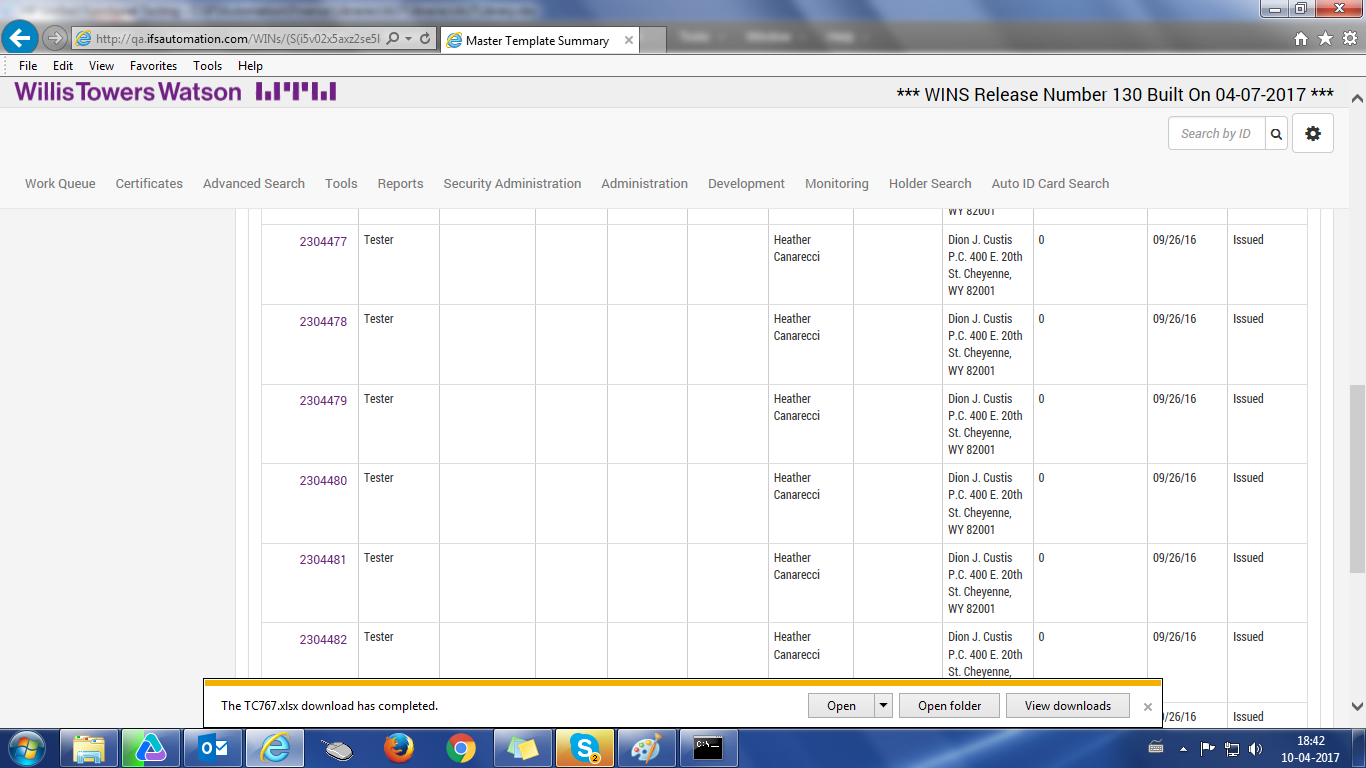 http://qa.ifsautomation.com/WINs/(S(i5v02x5axz2se5l
Master Template Summary
File Edit View Favorites Tools Help
Willis Towers Watson
*** WINS Release Number 130 Built On 04-07-2017 ***
Search by ID
Work Queue Certificates Advanced Search Tools Reports Security Administration Administration Development Monitoring Holder Search Auto ID Card Search
WY 82001
2304477 Tester Heather Dion J. Custis 0 09/26/16 Issued
Canarecci P.C. 400 E. 20th
St. Cheyenne,
WY 82001
2304478 Tester Heather Dion J. Custis 0 09/26/16 Issued
Canarecci P.C. 400 E. 20th
St. Cheyenne,
WY 82001
2304479 Tester Heather Dion J. Custis 0 09/26/16 Issued
Canarecci P.C. 400 E. 20th
St. Cheyenne,
WY 82001
2304480 Tester Heather Dion J. Custis 0 09/26/16 Issued
Canarecci P.C. 400 E. 20th
St. Cheyenne,
WY 82001
2304481 Tester Heather Dion J. Custis 0 09/26/16 Issued
Canarecci P.C. 400 E. 20th
St. Cheyenne,
WY 82001
2304482 Tester Heather Dion J. Custis 0 09/26/16 Issued
Canarecci P.C. 400 E. 20th
St. Cheyenne,
The TC767.xlsx download has completed. Open Open folder View downloads
/26/16 Issued
18:42
10-04-2017